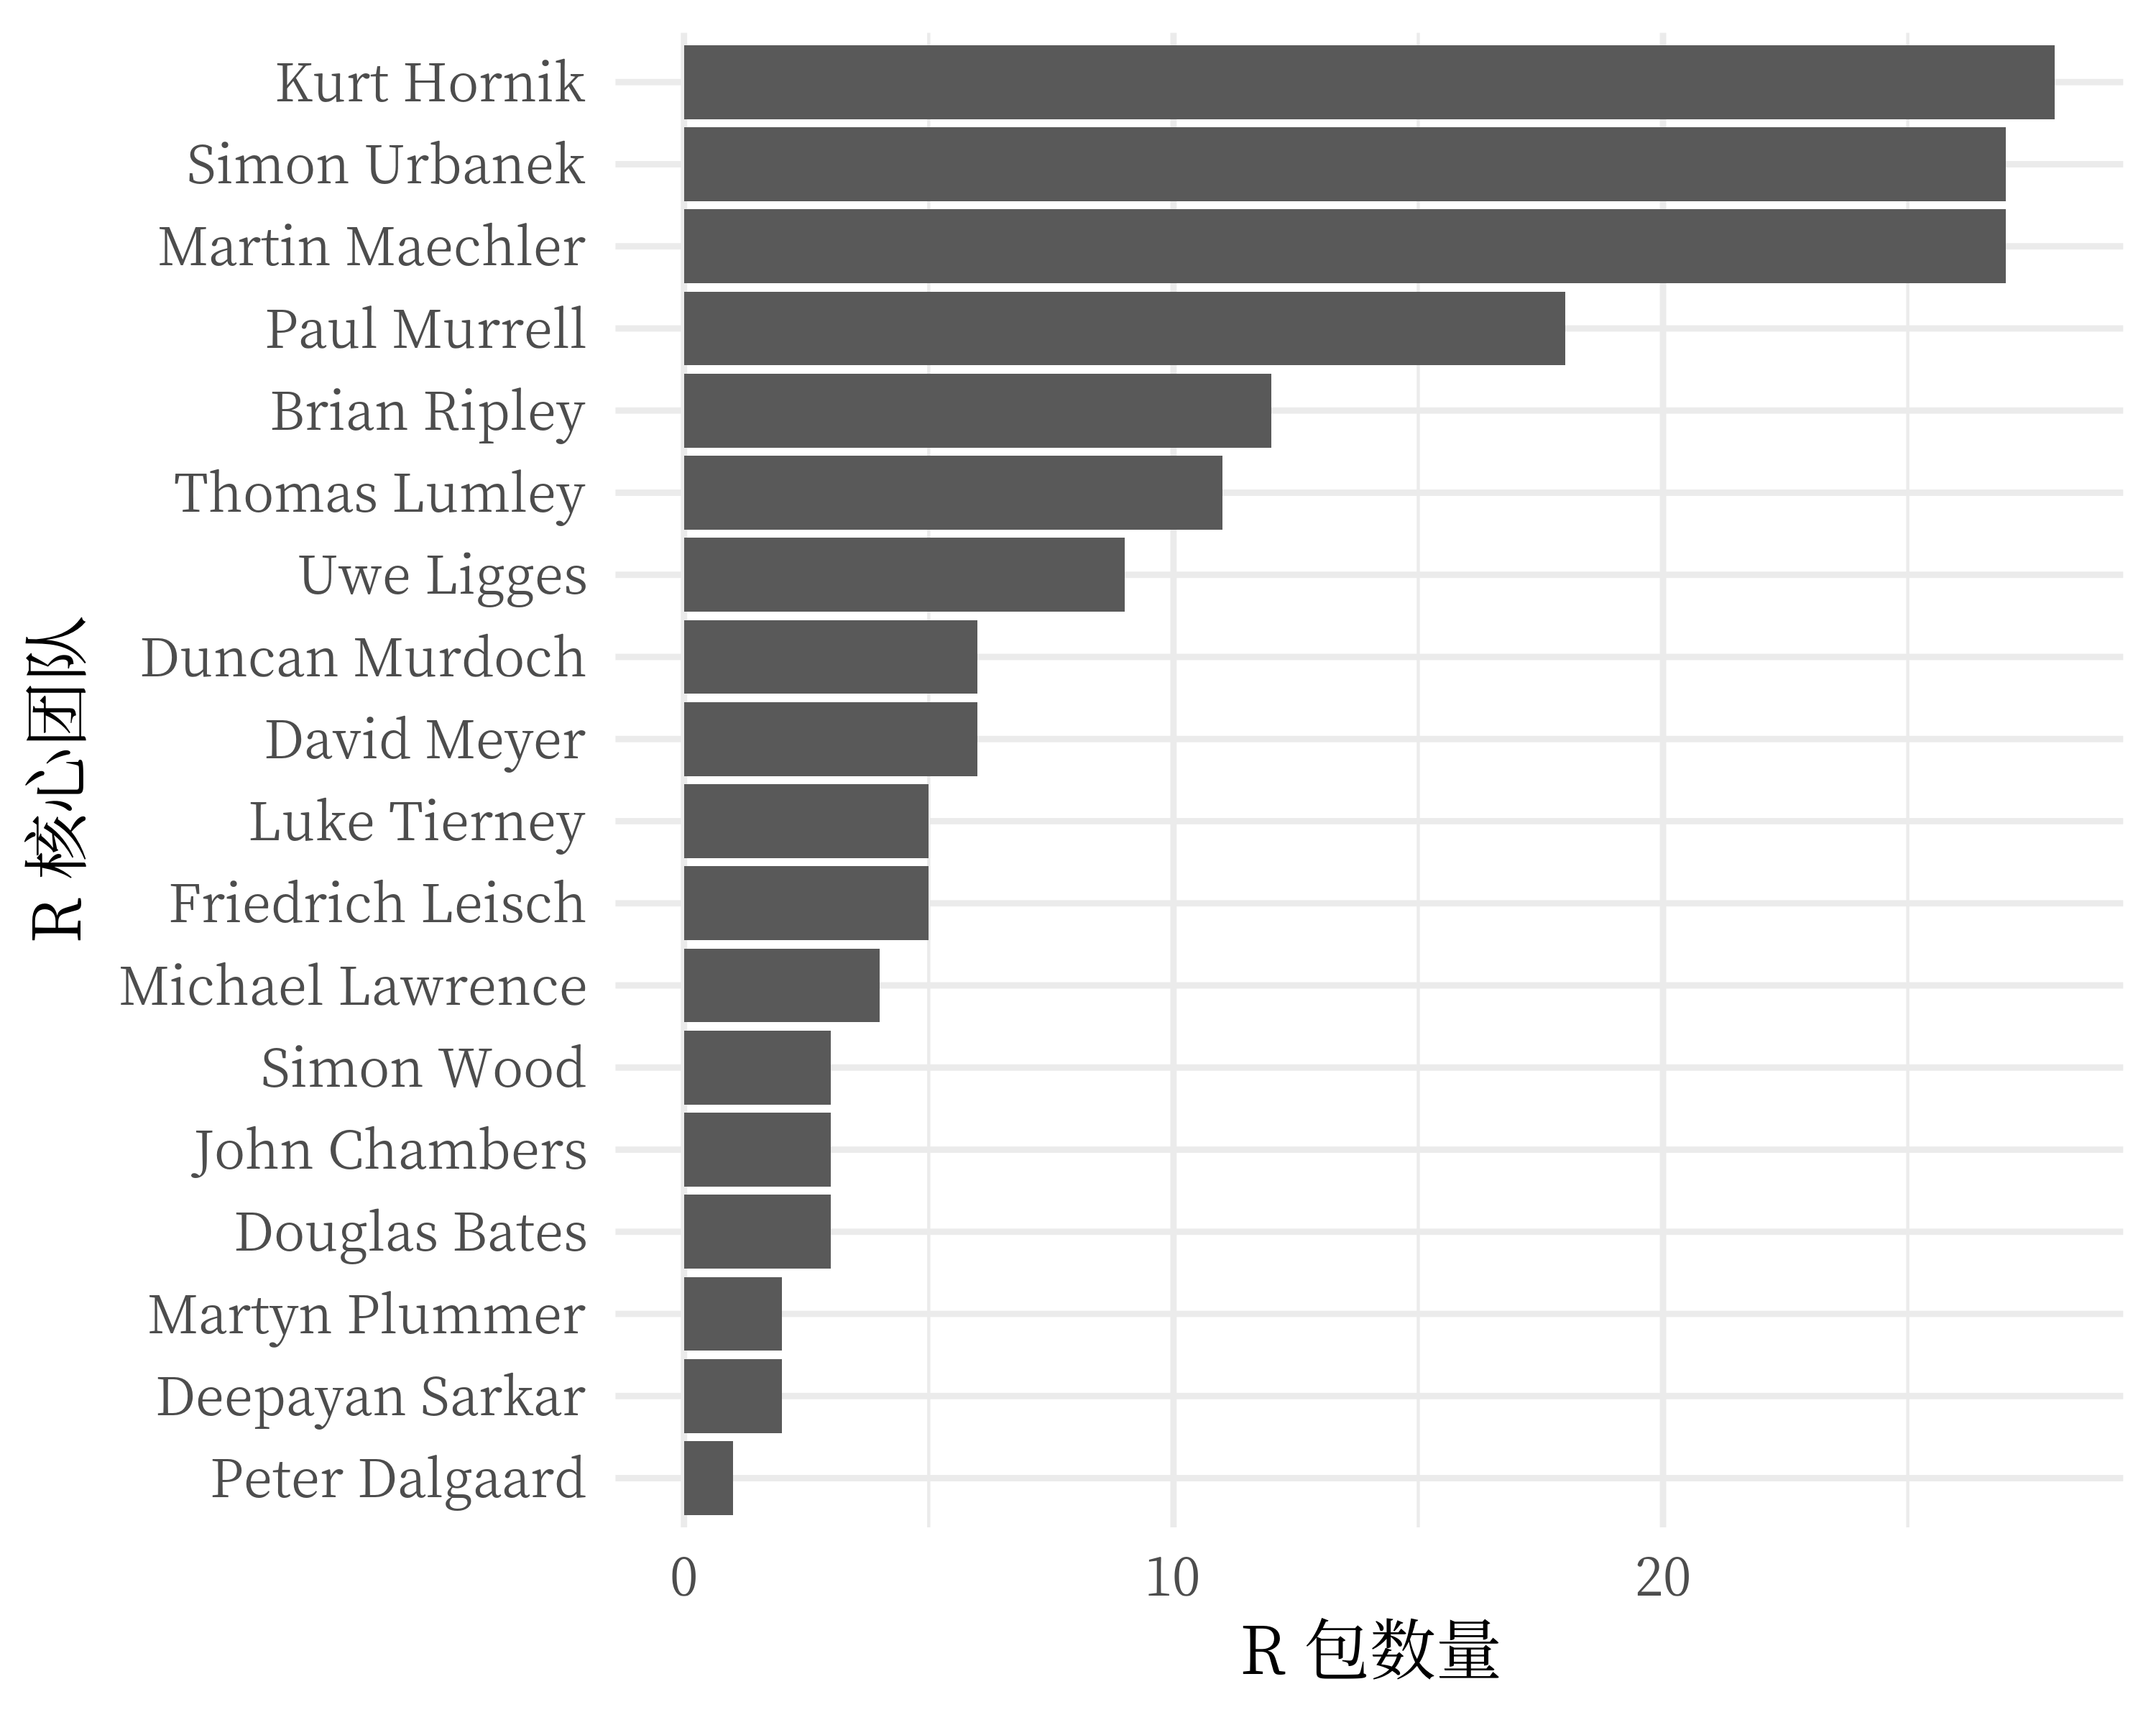 Kurt Hornik
Simon Urbanek
Martin Maechler
Paul Murrell
Brian Ripley
Thomas Lumley
Uwe Ligges
Duncan Murdoch
David Meyer
Luke Tierney
Friedrich Leisch
Michael Lawrence
Simon Wood
John Chambers
Douglas Bates
Martyn Plummer
Deepayan Sarkar
Peter Dalgaard
R 核心团队
0 10 20
R 包数量